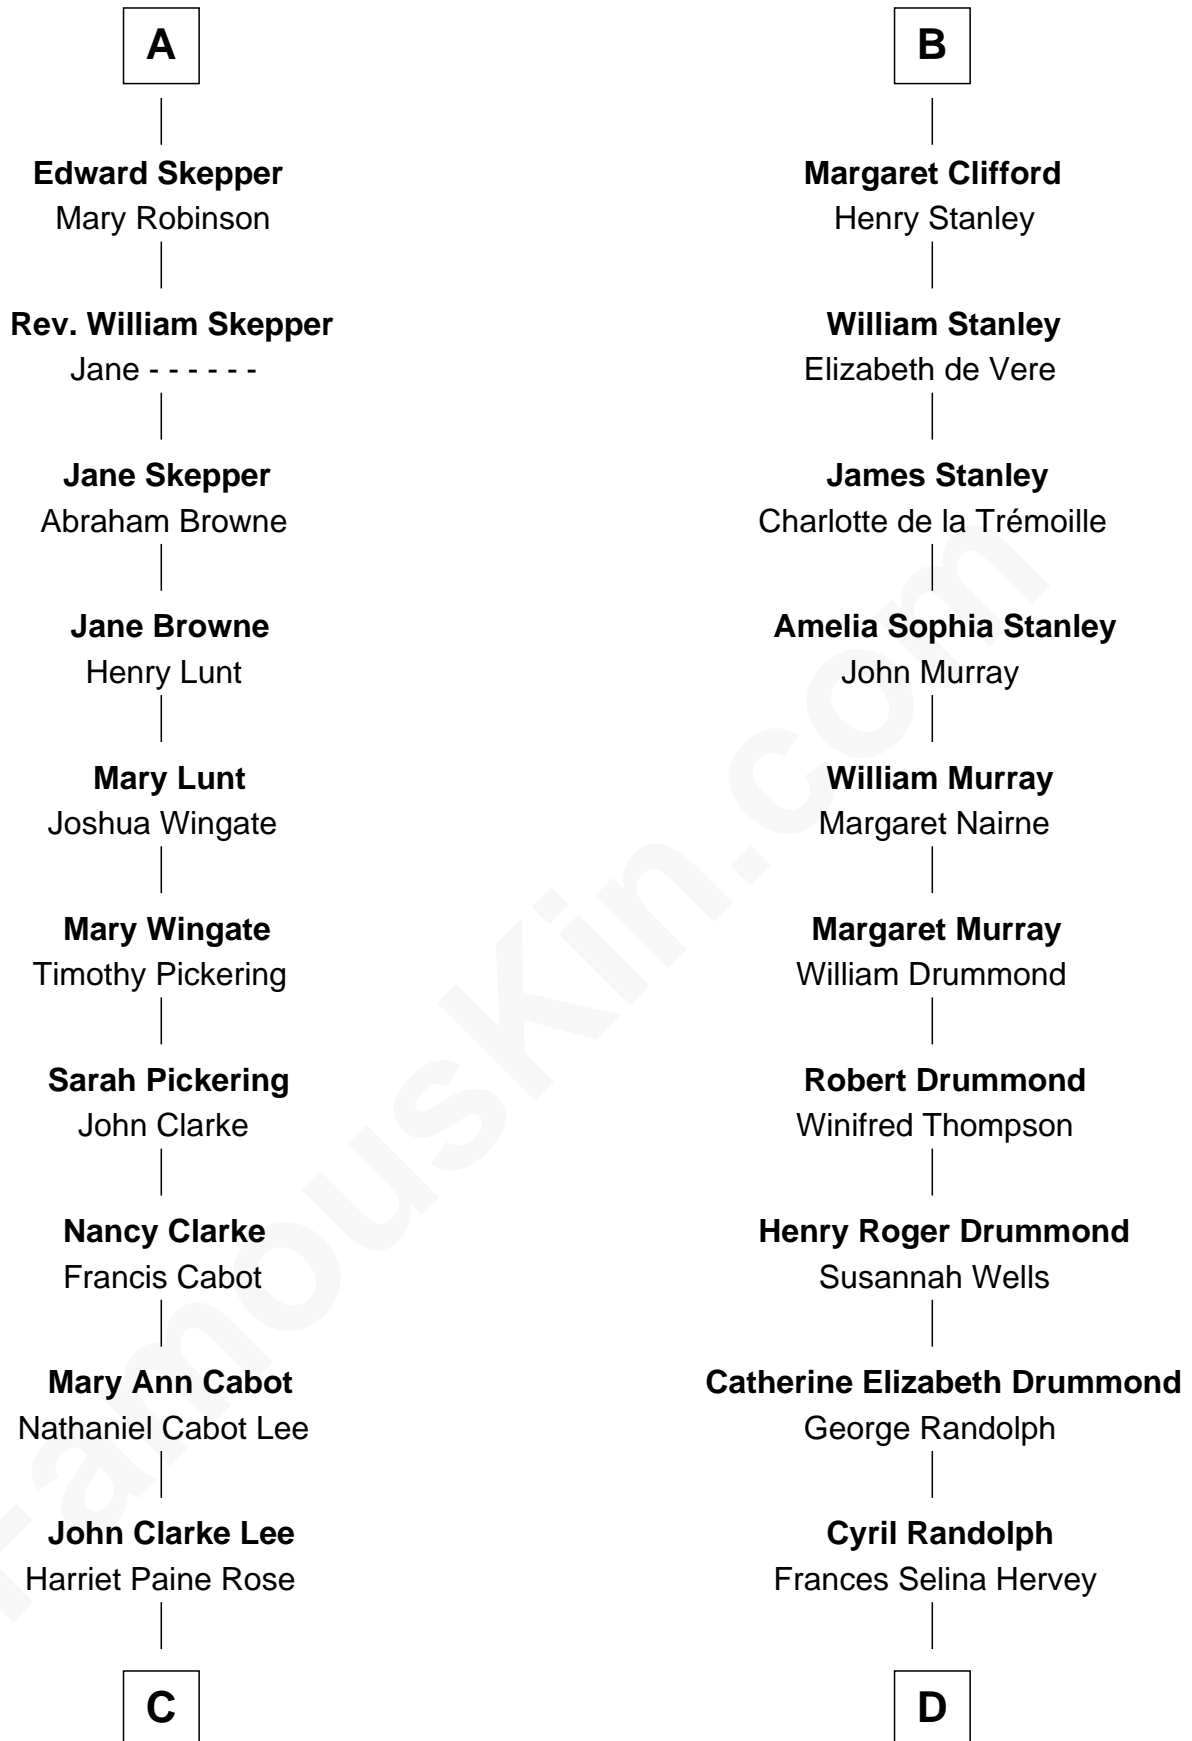 A
Edward Skepper
Mary Robinson
Rev. William Skepper
Jane - - - - - -
Jane Skepper
Abraham Browne
Jane Browne
Henry Lunt
Mary Lunt
Joshua Wingate
Mary Wingate
Timothy Pickering
Sarah Pickering
John Clarke
Nancy Clarke
Francis Cabot
Mary Ann Cabot
Nathaniel Cabot Lee
John Clarke Lee
Harriet Paine Rose
C
B
Margaret Clifford
Henry Stanley
William Stanley
Elizabeth de Vere
James Stanley
Charlotte de la Trémoille
Amelia Sophia Stanley
John Murray
William Murray
Margaret Nairne
Margaret Murray
William Drummond
Robert Drummond
Winifred Thompson
Henry Roger Drummond
Susannah Wells
Catherine Elizabeth Drummond
George Randolph
Cyril Randolph
Frances Selina Hervey
D
FamousKin.com